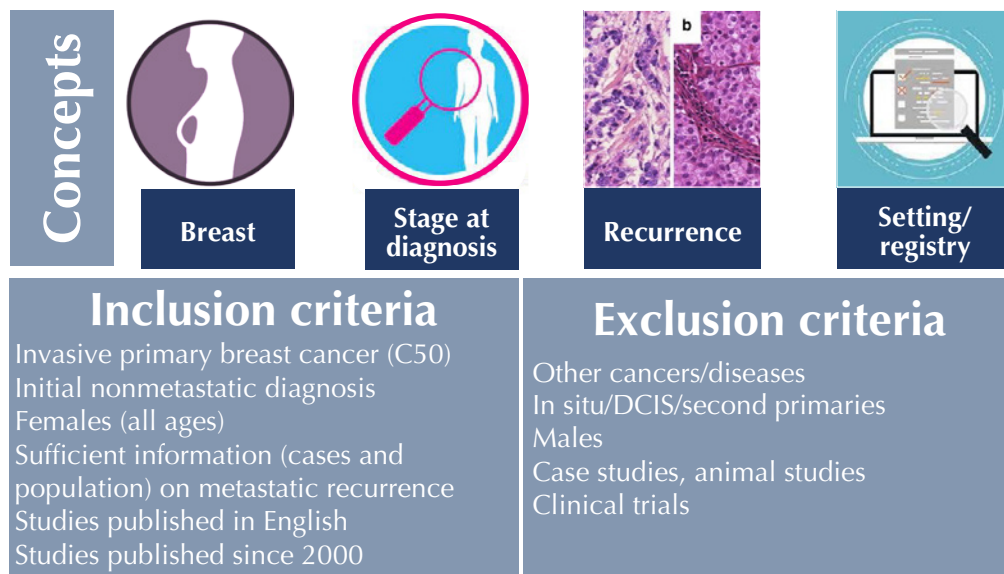 Concepts
b
Breast
Stage at
diagnosis
Recurrence
Setting/
registry
Inclusion criteria
Invasive primary breast cancer (C50)
Initial nonmetastatic diagnosis
Females (all ages)
Sufficient information (cases and
population) on metastatic recurrence
Studies published in English
Studies published since 2000
Exclusion criteria
Other cancers/diseases
In situ/DCIS/second primaries
Males
Case studies, animal studies
Clinical trials